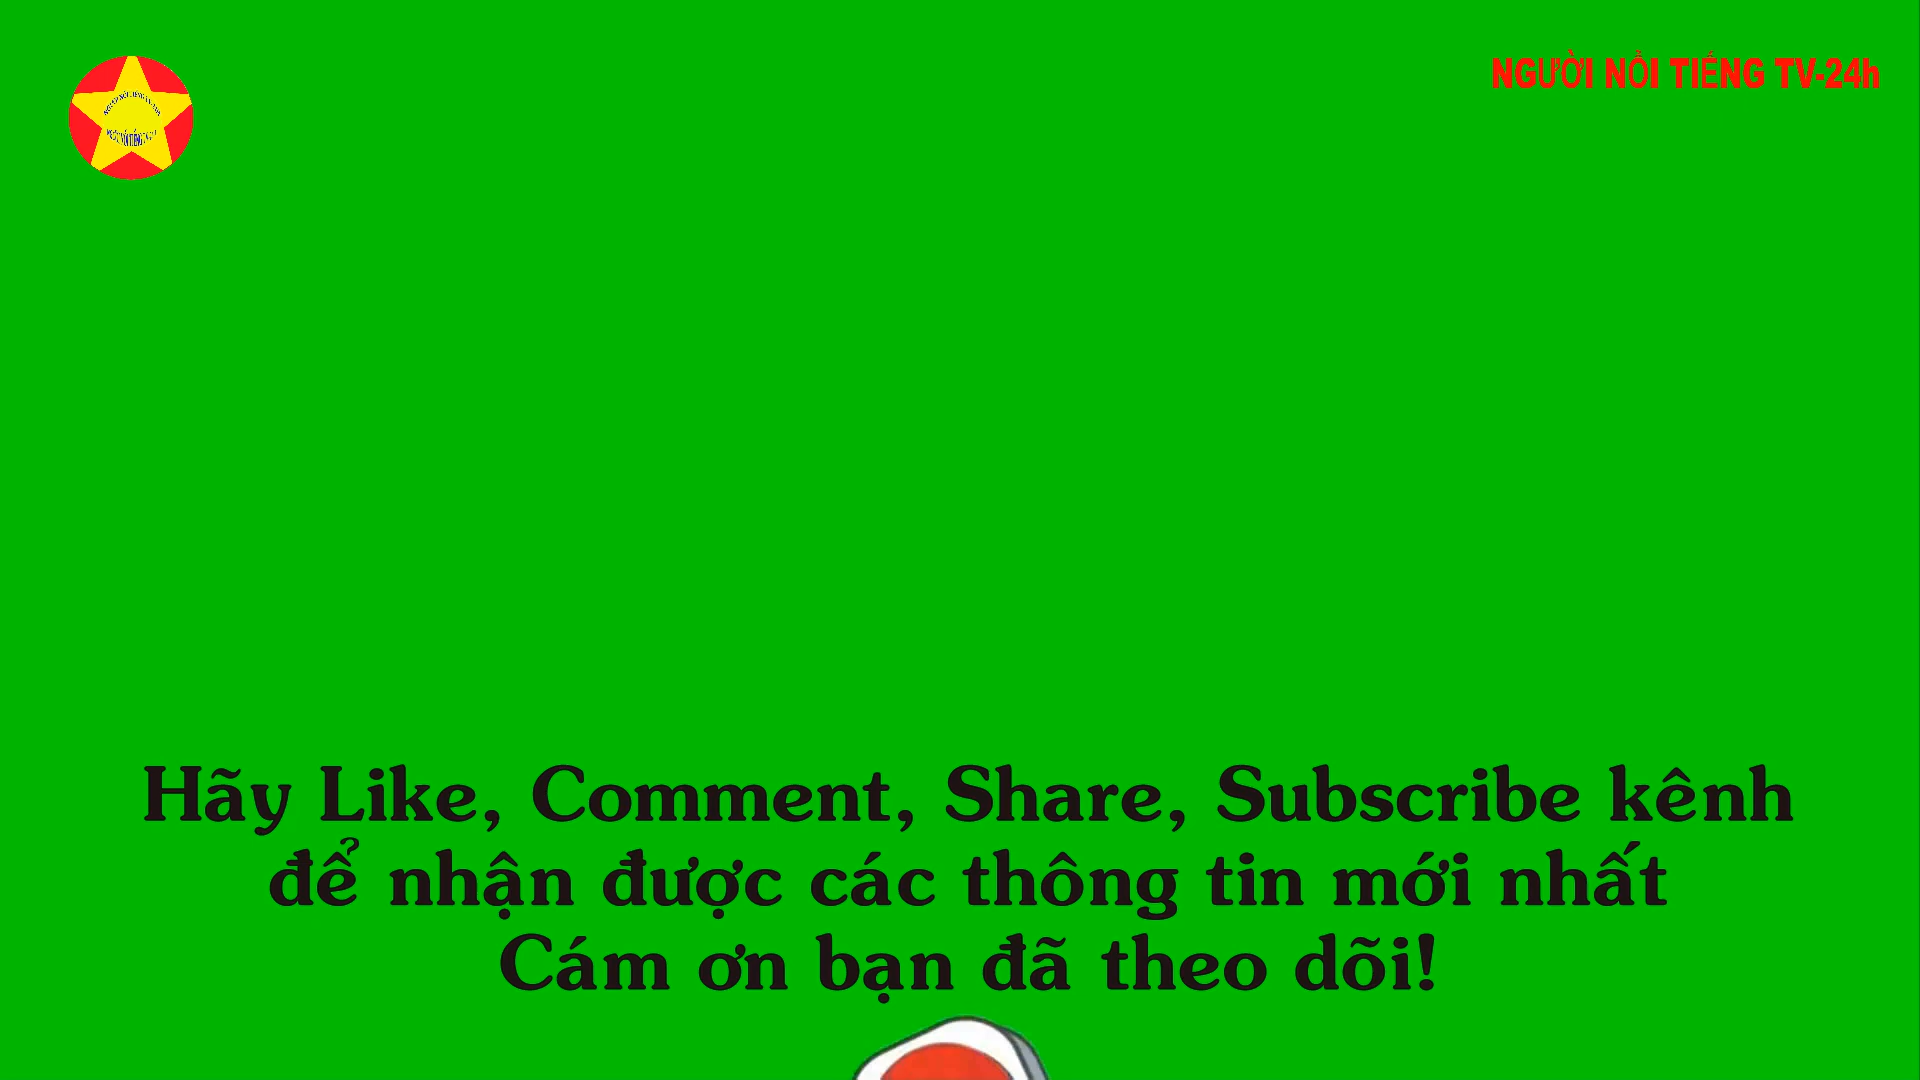 NGƯỜI NỔI TIẾNG TV-24h
Hãy Like, Comment, Share, Subscribe kênh
để nhận được các thông tin mới nhất
Cám ơn bạn đã theo dõi!